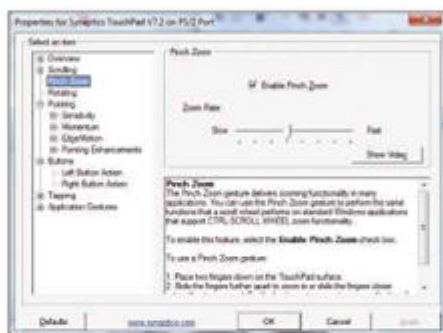 Properties for Synaptics TouchPad V7.2 on PS/2 Port
Select an item
Overview
Scrolling
Pinch Zoom
Rotating
Pointing
Sensitivity
Momentum
EdgeMotion
Pointing Enhancements
Buttons
Left Button Action
Right Button Action
Tapping
Application Gestures
Pinch Zoom
Enable Pinch Zoom
Zoom Rate:
Slow
Fast
Show Video
Pinch Zoom
The Pinch Zoom gesture delivers zooming functionality in many
applications. You can use the Pinch Zoom gesture to perform the same
functions that a scroll wheel performs on standard Windows applications
that support CTRL-SCROLL WHEEL zoom functionality.
To enable this feature, select the Enable Pinch Zoom check box.
To use a Pinch Zoom gesture:
1. Place two fingers down on the TouchPad surface.
2. Slide the fingers further apart to zoom in or slide the fingers closer
Defaults
www.synaptics.com
OK
Cancel
Apply